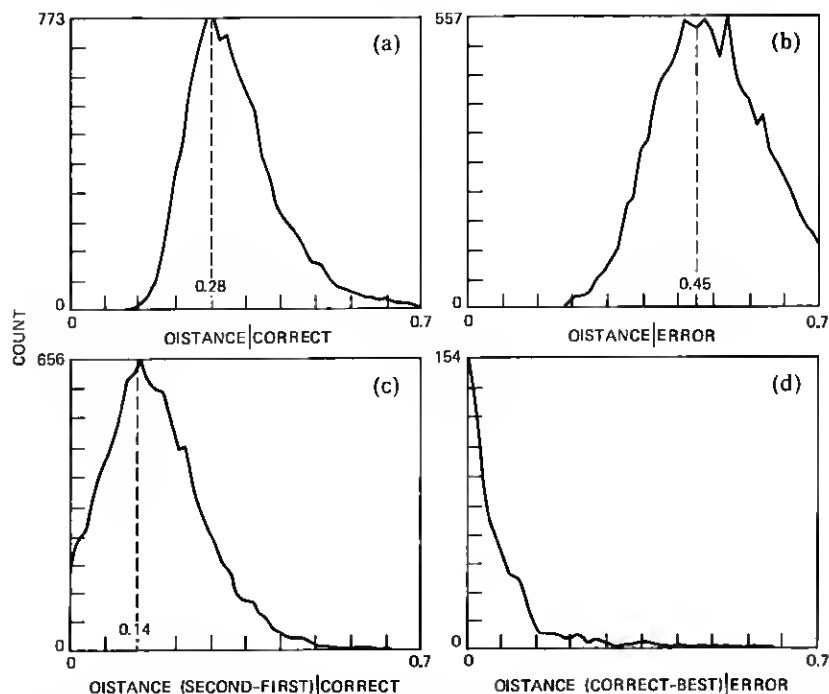 773
(a)
0.28
0
0
0.7
DISTANCE|CORRECT
557
(b)
0.45
0
0
0.7
DISTANCE|ERROR
COUNT
656
(c)
0.14
0
0
0.7
DISTANCE (SECOND-FIRST)|CORRECT
154
(d)
0
0
0.7
DISTANCE (CORRECT-BEST)|ERROR